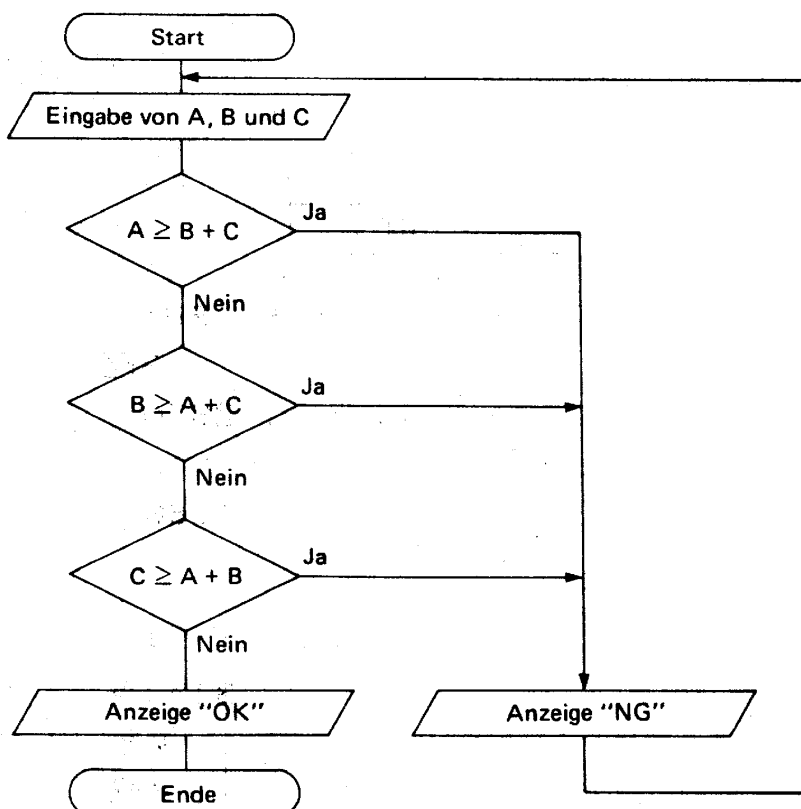 Start
Eingabe von A, B und C
A ≥ B + C
Ja
Nein
B ≥ A + C
Ja
Nein
C ≥ A + B
Ja
Nein
Anzeige "OK"
Anzeige "NG"
Ende